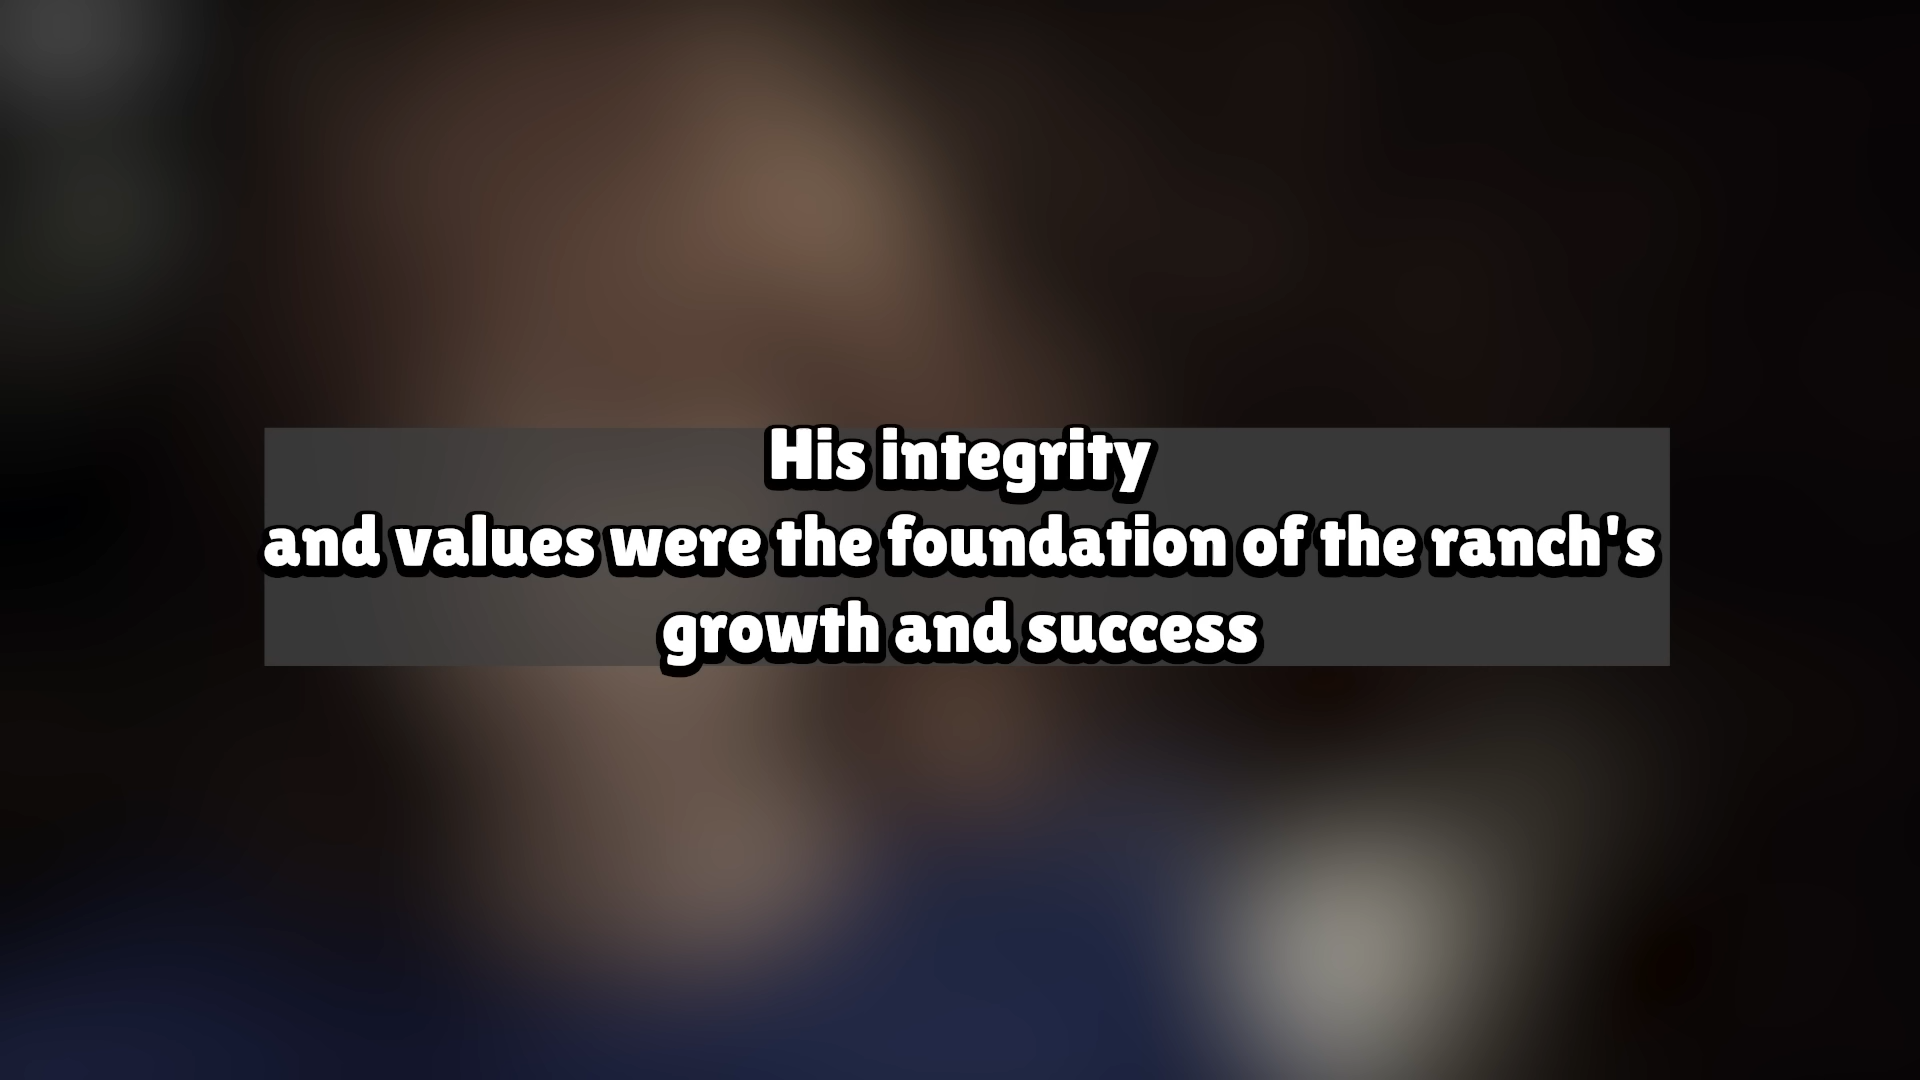 His integrity
and values were the foundation of the ranch's
growth and success